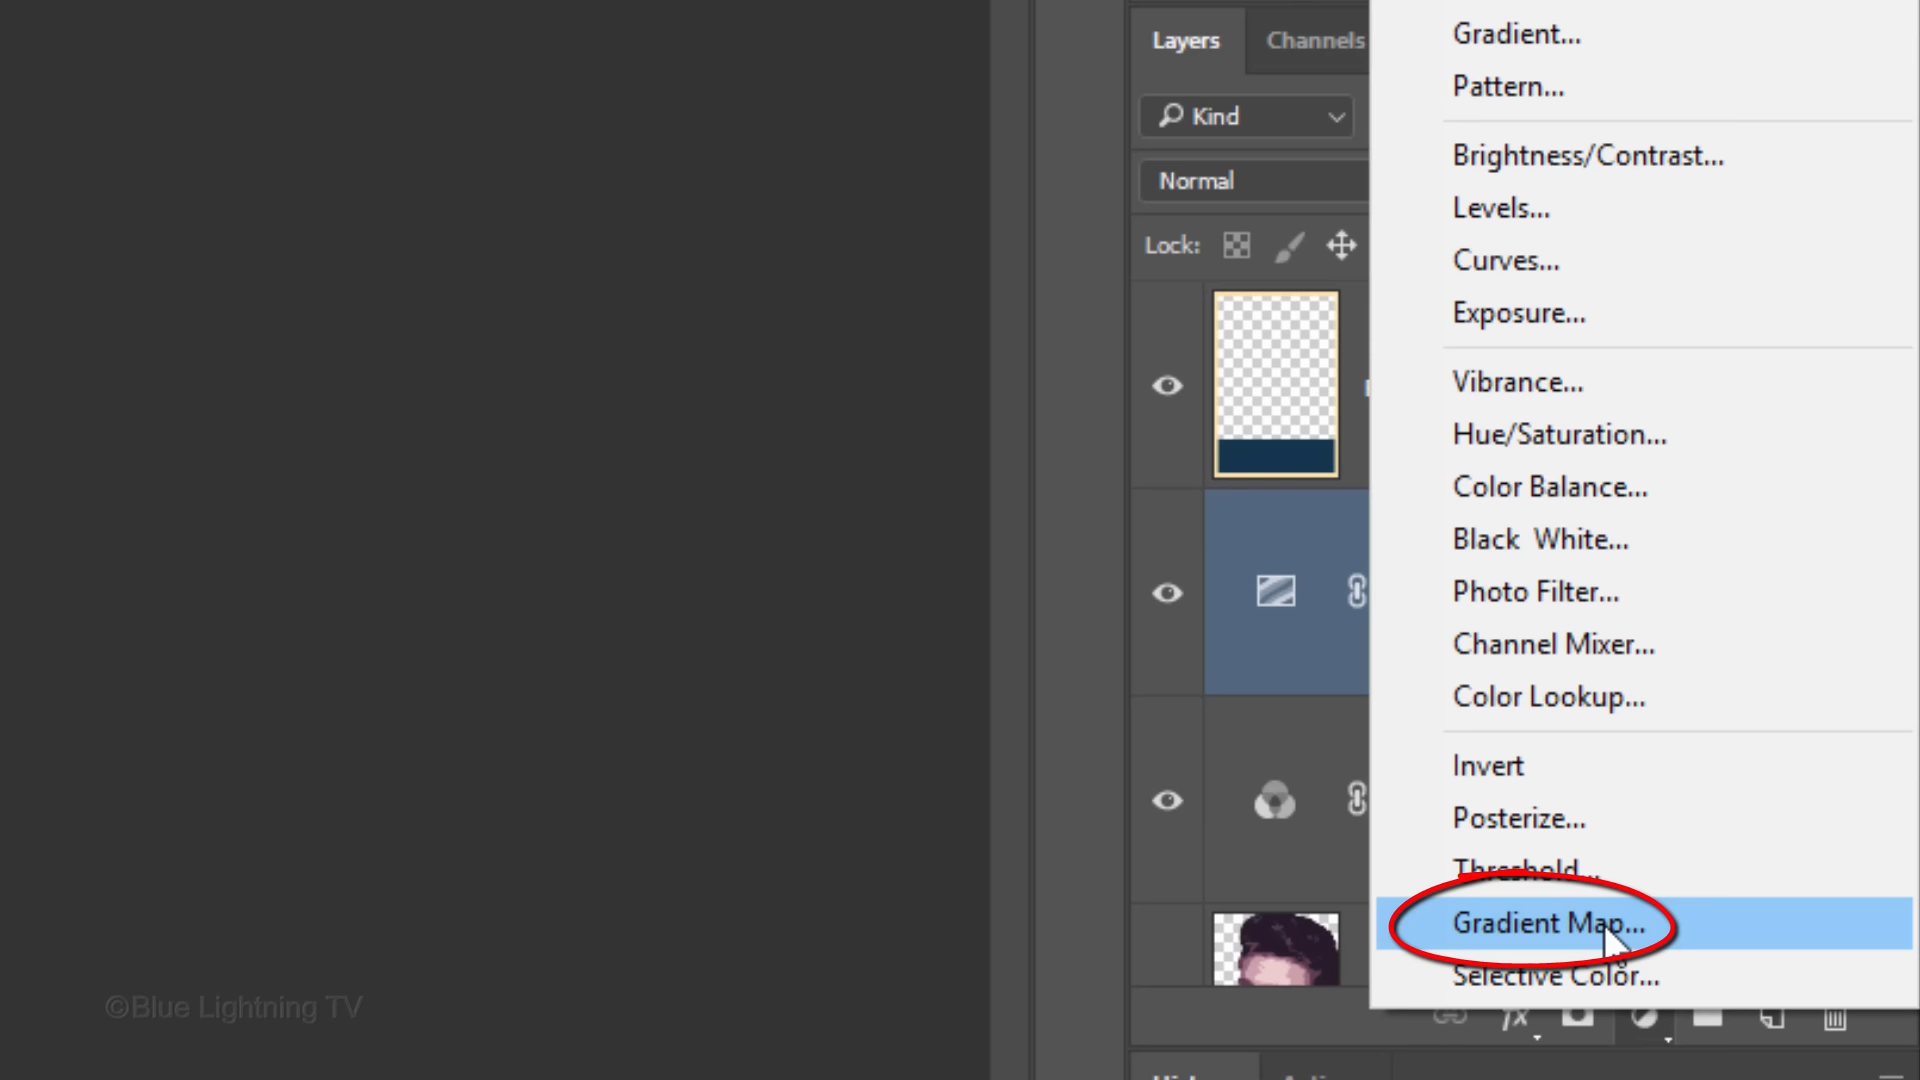 Layers
Channels
Kind
Normal
Lock:
Gradient...
Pattern...
Brightness/Contrast...
Levels...
Curves...
Exposure...
Vibrance...
Hue/Saturation...
Color Balance...
Black  White...
Photo Filter...
Channel Mixer...
Color Lookup...
Invert
Posterize...
Threshold...
Gradient Map...
Selective Color...
fx
©Blue Lightning TV